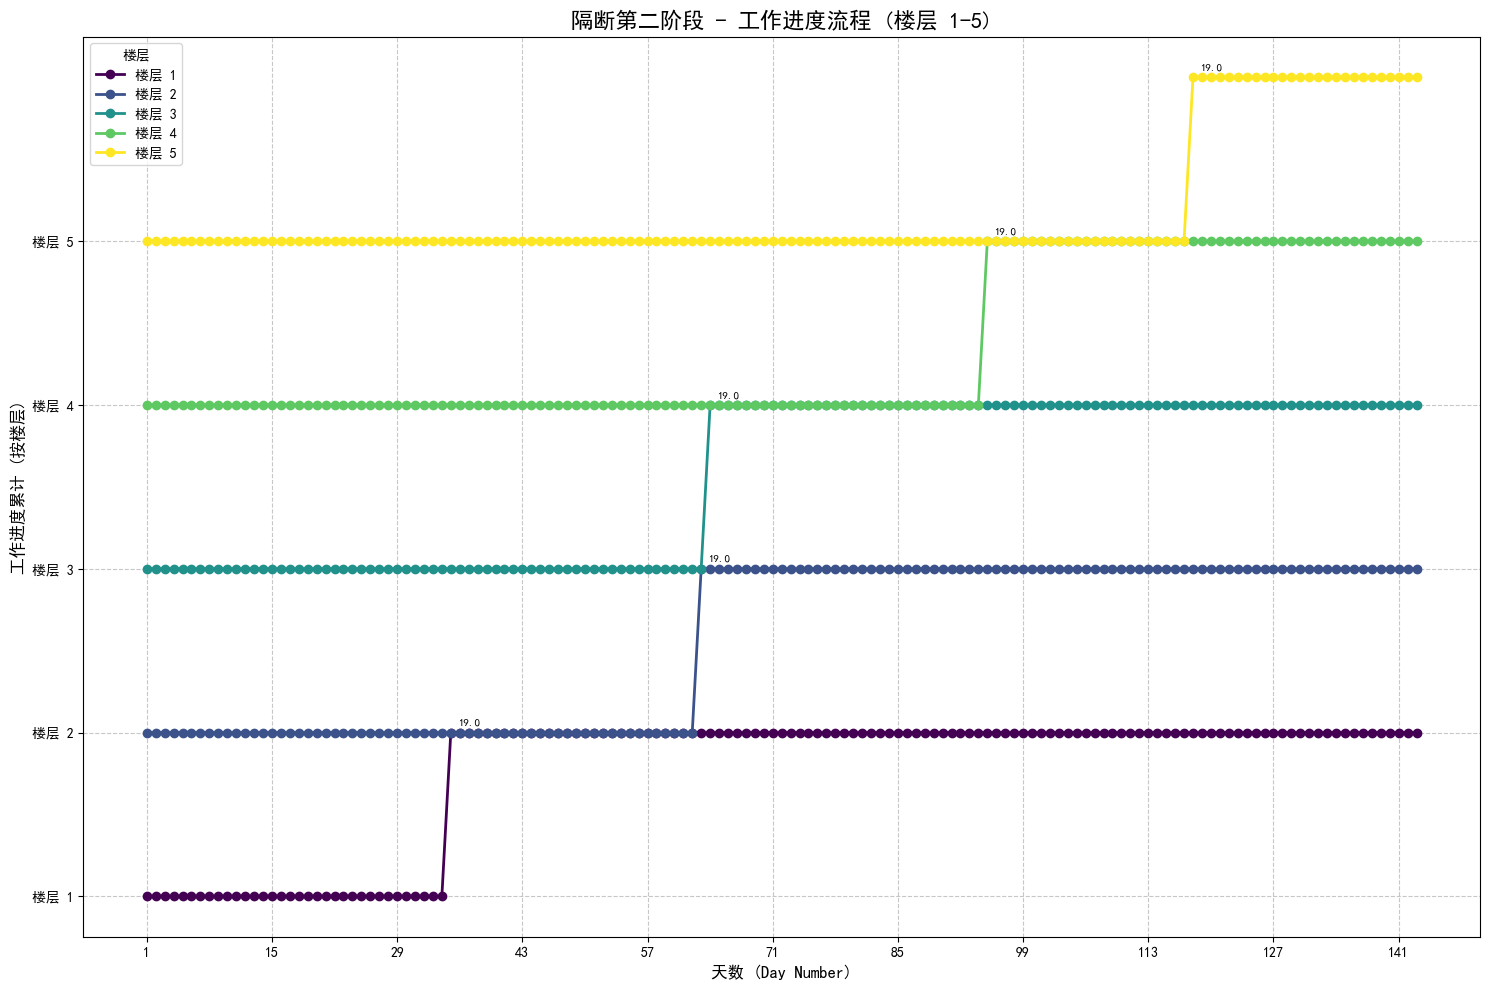 隔断第二阶段 - 工作进度流程 (楼层 1-5)
楼层
楼层 1
楼层 2
楼层 3
楼层 4
楼层 5
19.0
楼层 5
19.0
楼层 4
19.0
楼层 3
19.0
楼层 2
19.0
楼层 1
工作进度累计 (按楼层)
1 15 29 43 57 71 85 99 113 127 141
天数 (Day Number)